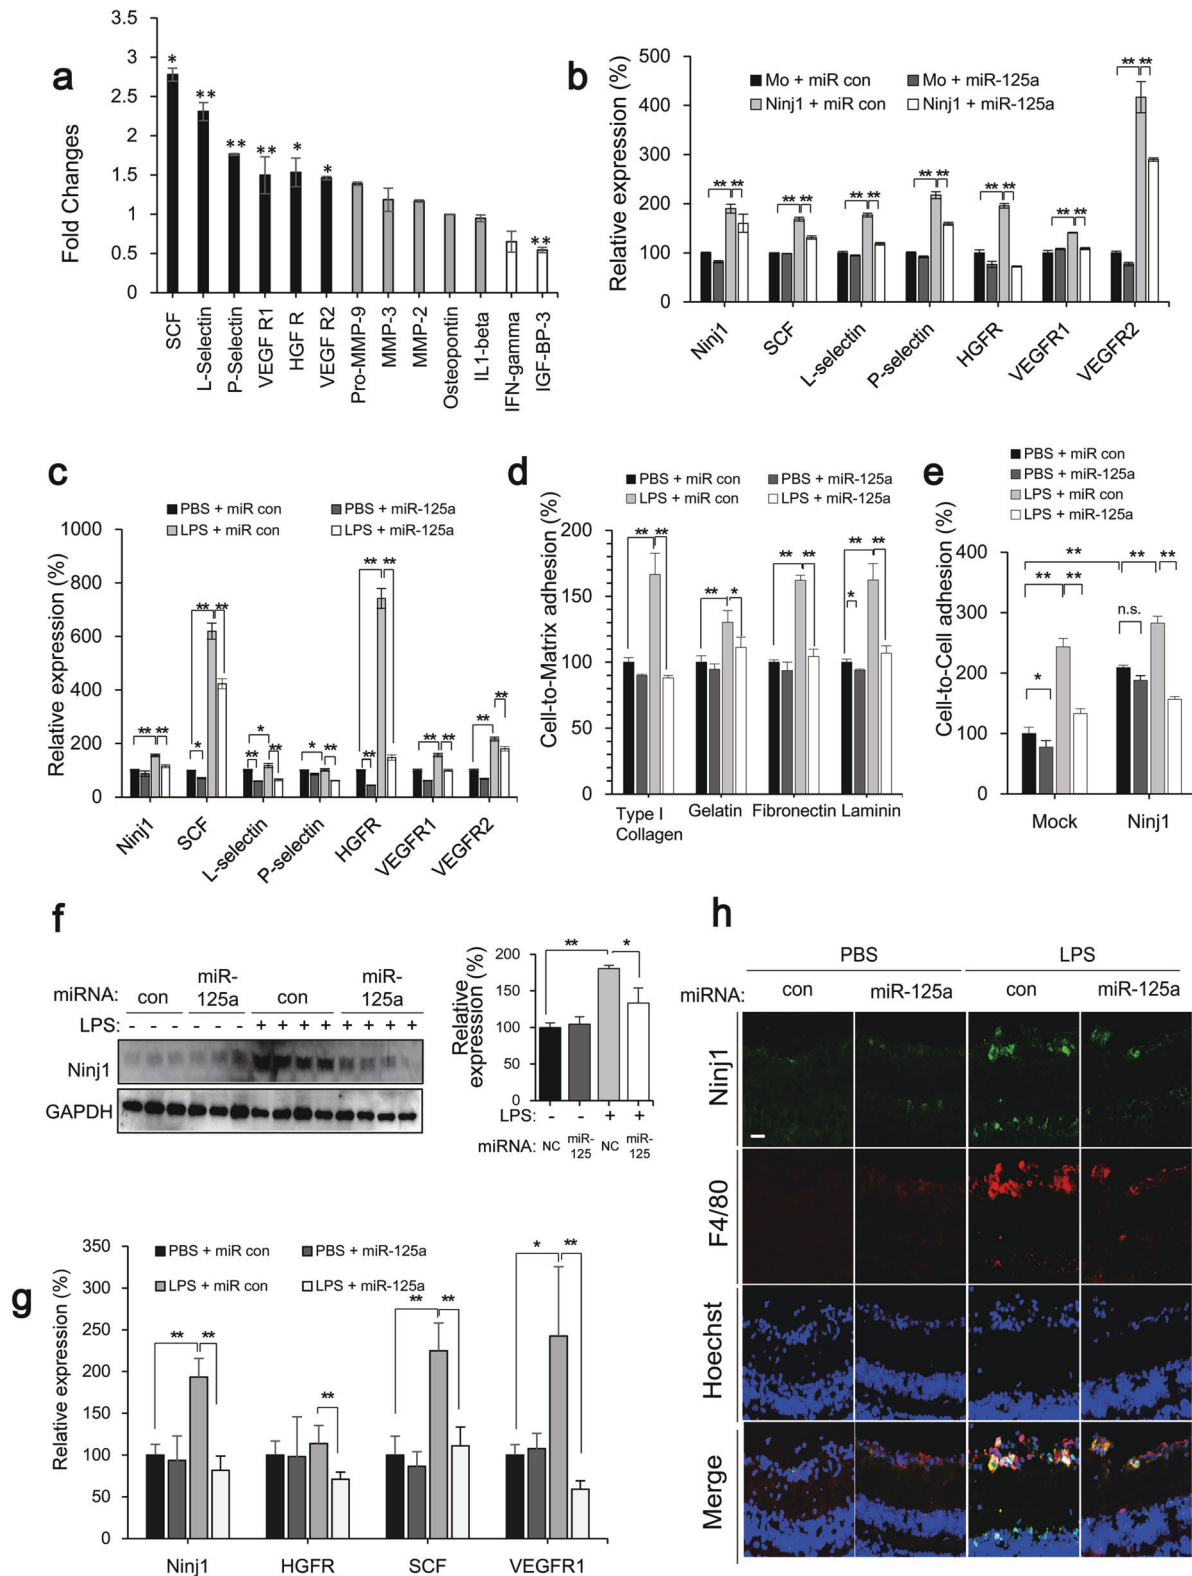 a
3.5
3
2.5
2
1.5
1
0.5
0
Fold Changes
*
**
**
**
*
*
**
SCF
L-Selectin
P-Selectin
VEGF R1
HGF R
VEGF R2
Pro-MMP-9
MMP-3
MMP-2
Osteopontin
IL1-beta
IFN-gamma
IGF-BP-3
b
Relative expression (%)
500
400
300
200
100
0
Mo + miR con
Mo + miR-125a
Ninj1 + miR con
Ninj1 + miR-125a
** **
** **
** **
** **
** **
** **
** **
Ninj1
SCF
L-selectin
P-selectin
HGFR
VEGFR1
VEGFR2
c
PBS + miR con
PBS + miR-125a
LPS + miR con
LPS + miR-125a
Relative expression (%)
1000
800
600
400
200
0
** **
** **
*
*
** **
* **
** **
**
** **
** **
Ninj1
SCF
L-selectin
P-selectin
HGFR
VEGFR1
VEGFR2
d
PBS + miR con
PBS + miR-125a
LPS + miR con
LPS + miR-125a
Cell-to-Matrix adhesion (%)
200
150
100
50
0
** **
** *
** **
** **
*
Type I
Collagen
Gelatin
Fibronectin
Laminin
e
PBS + miR con
PBS + miR-125a
LPS + miR con
LPS + miR-125a
Cell-to-Cell adhesion (%)
400
300
200
100
0
**
** **
** **
n.s.
*
Mock
Ninj1
f
miRNA:
con
miR-
125a
con
miR-
125a
LPS:
- - - - - - + + + + + + + +
Ninj1
GAPDH
Relative
expression (%)
200
150
100
50
0
**
*
LPS:
- - + +
miRNA:
NC
miR-
125
NC
miR-
125
g
Relative expression (%)
350
300
250
200
150
100
50
0
PBS + miR con
PBS + miR-125a
LPS + miR con
LPS + miR-125a
** **
**
** **
* **
Ninj1
HGFR
SCF
VEGFR1
h
PBS
LPS
miRNA:
con
miR-125a
con
miR-125a
Ninj1
F4/80
Hoechst
Merge